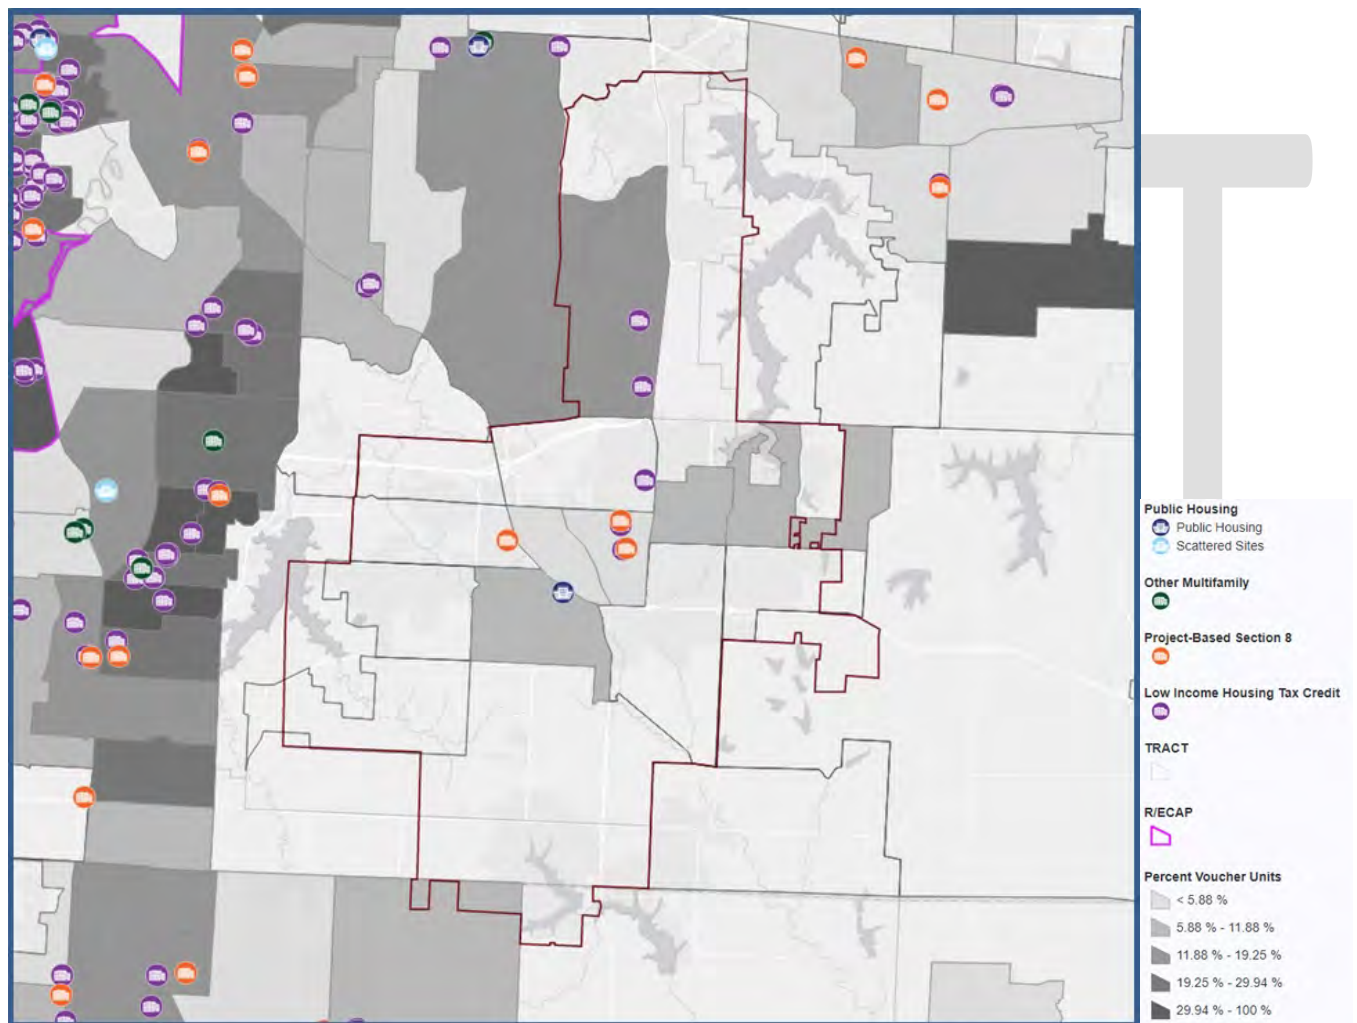 T
Public Housing
Public Housing
Scattered Sites
Other Multifamily
Project-Based Section 8
Low Income Housing Tax Credit
TRACT
R/ECAP
Percent Voucher Units
< 5.88 %
5.88 % - 11.88 %
11.88 % - 19.25 %
19.25 % - 29.94 %
29.94 % - 100 %